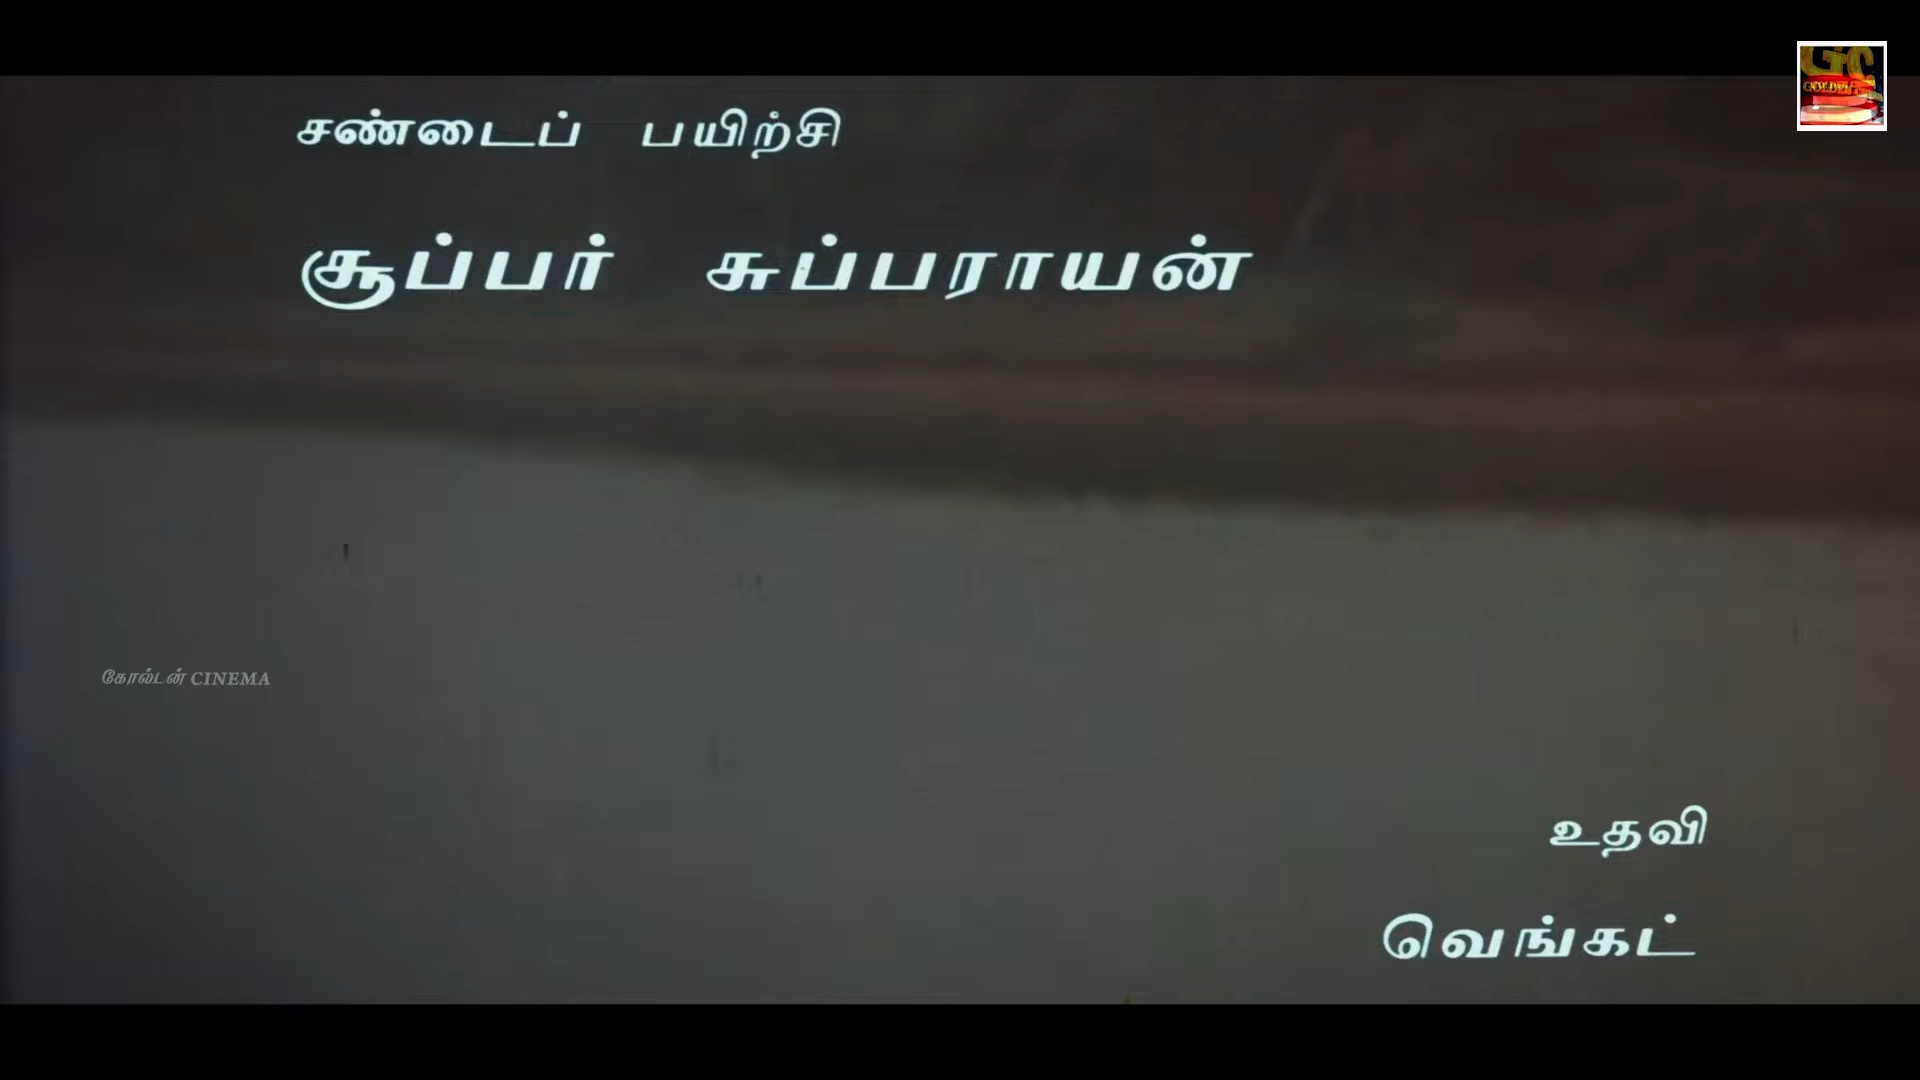 சண்டைப் பயிற்சி
சூப்பர் சுப்பராயன்
கோல்டன் CINEMA
உதவி
வெங்கட்